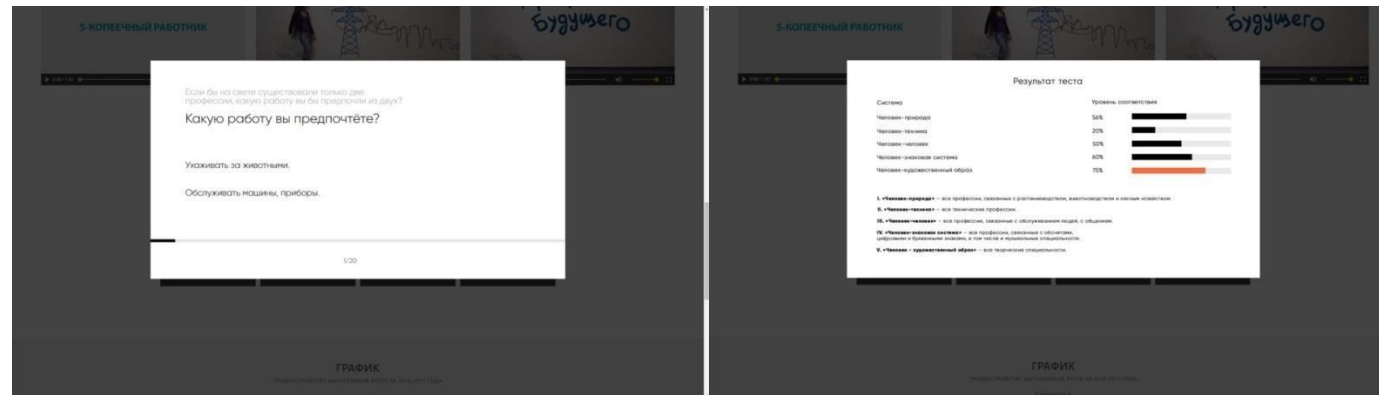 5-КОПЕЕЧНЫЙ РАБОТНИК
Будущего
Если бы на свете существовали только две
профессии, какую работу вы бы предпочли из двух?
Какую работу вы предпочтёте?
Ухаживать за животными.
Обслуживать машины, приборы.
1/20
ГРАФИК
5-КОПЕЕЧНЫЙ РАБОТНИК
Будущего
Результат теста
Система Уровень соответствия
Человек-природа 56%
Человек-техника 20%
Человек-человек 50%
Человек-знаковая система 60%
Человек-художественный образ 75%
I. «Человек-природа» – все профессии, связанные с растениеводством, животноводством и лесным хозяйством.
II. «Человек-техника» – все технические профессии.
III. «Человек-человек» – все профессии, связанные с обслуживанием людей, с общением.
IV. «Человек-знаковая система» – все профессии, связанные с обсчетами,
цифровыми и буквенными знаками, в том числе и музыкальные специальности.
V. «Человек - художественный образ» – все творческие специальности.
ГРАФИК